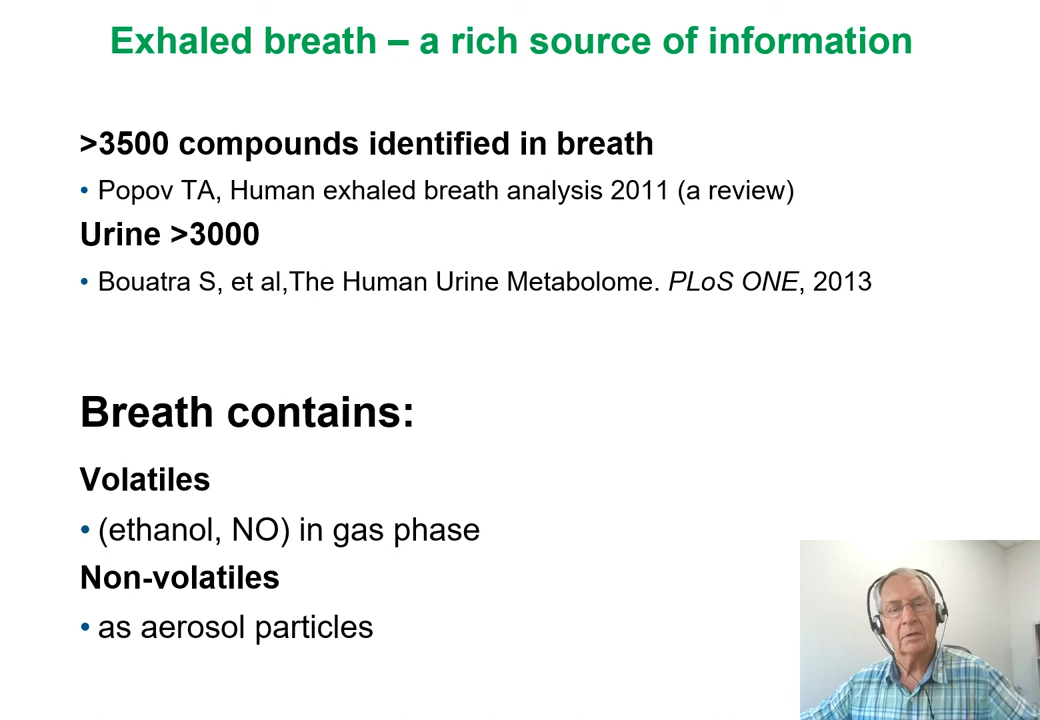 Exhaled breath – a rich source of information
>3500 compounds identified in breath
• Popov TA, Human exhaled breath analysis 2011 (a review)
Urine >3000
• Bouatra S, et al,The Human Urine Metabolome. PLoS ONE, 2013
Breath contains:
Volatiles
• (ethanol, NO) in gas phase
Non-volatiles
• as aerosol particles